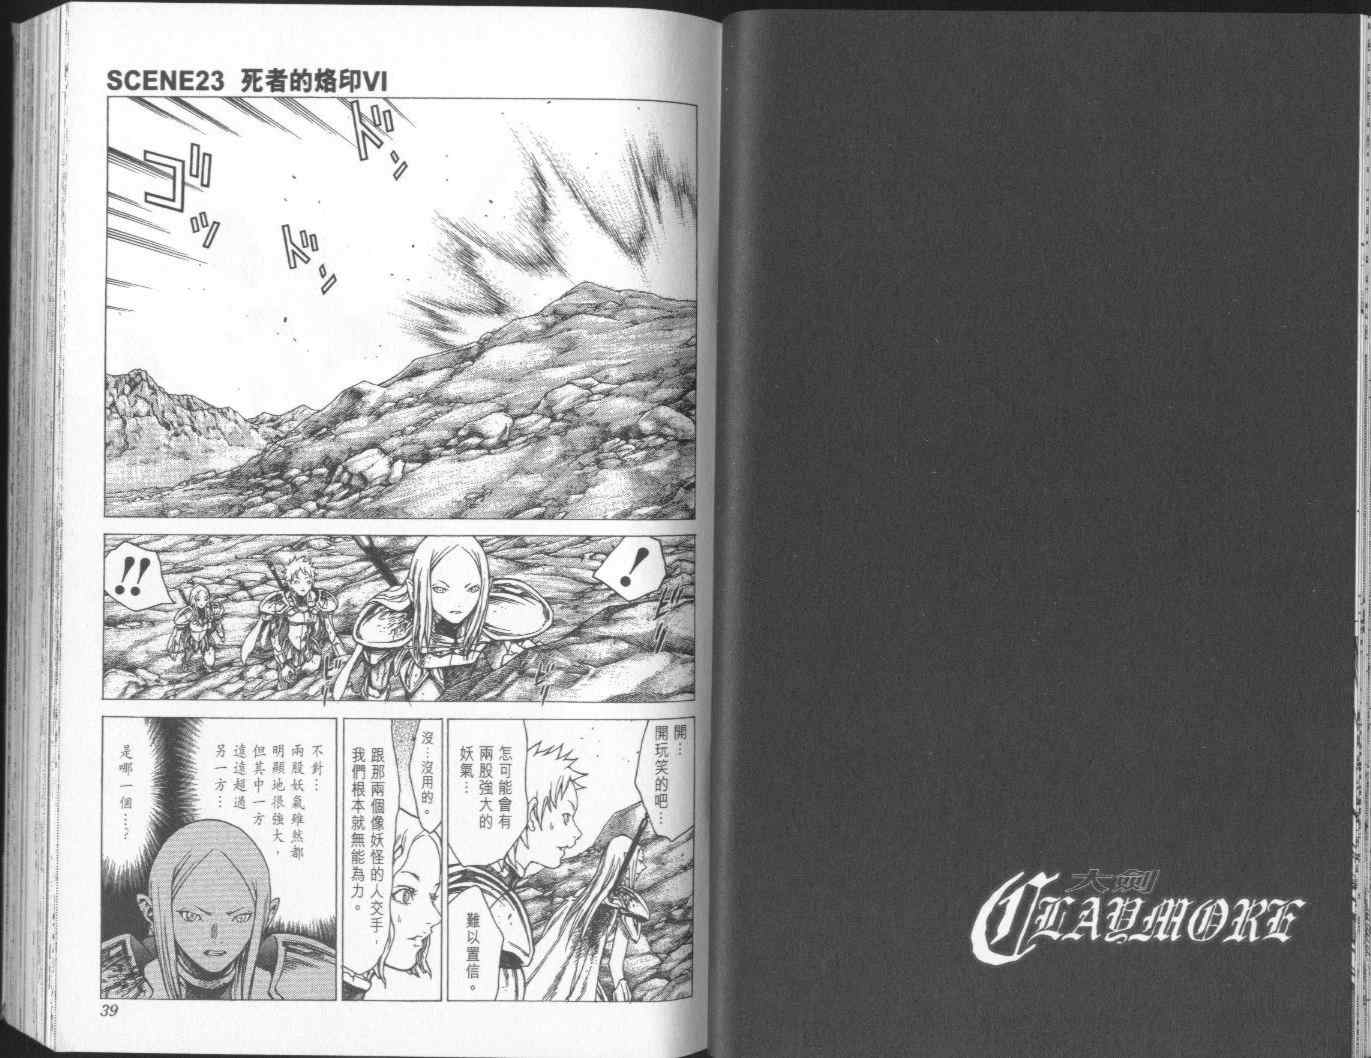 SCENE23 死者的烙印VI
ズン
ゴッ
ズン
!
!!
開…
開玩笑的吧…
怎可能會有
兩股強大的
妖氣…
難以置信。
沒…沒用的。
跟那兩個像妖怪的人交手，
我們根本就無能為力。
不對…
兩股妖氣雖然都
明顯地很強大，
但其中一方
遠遠超過
另一方…
是哪一個…?
39
大劍
CLAYMORE